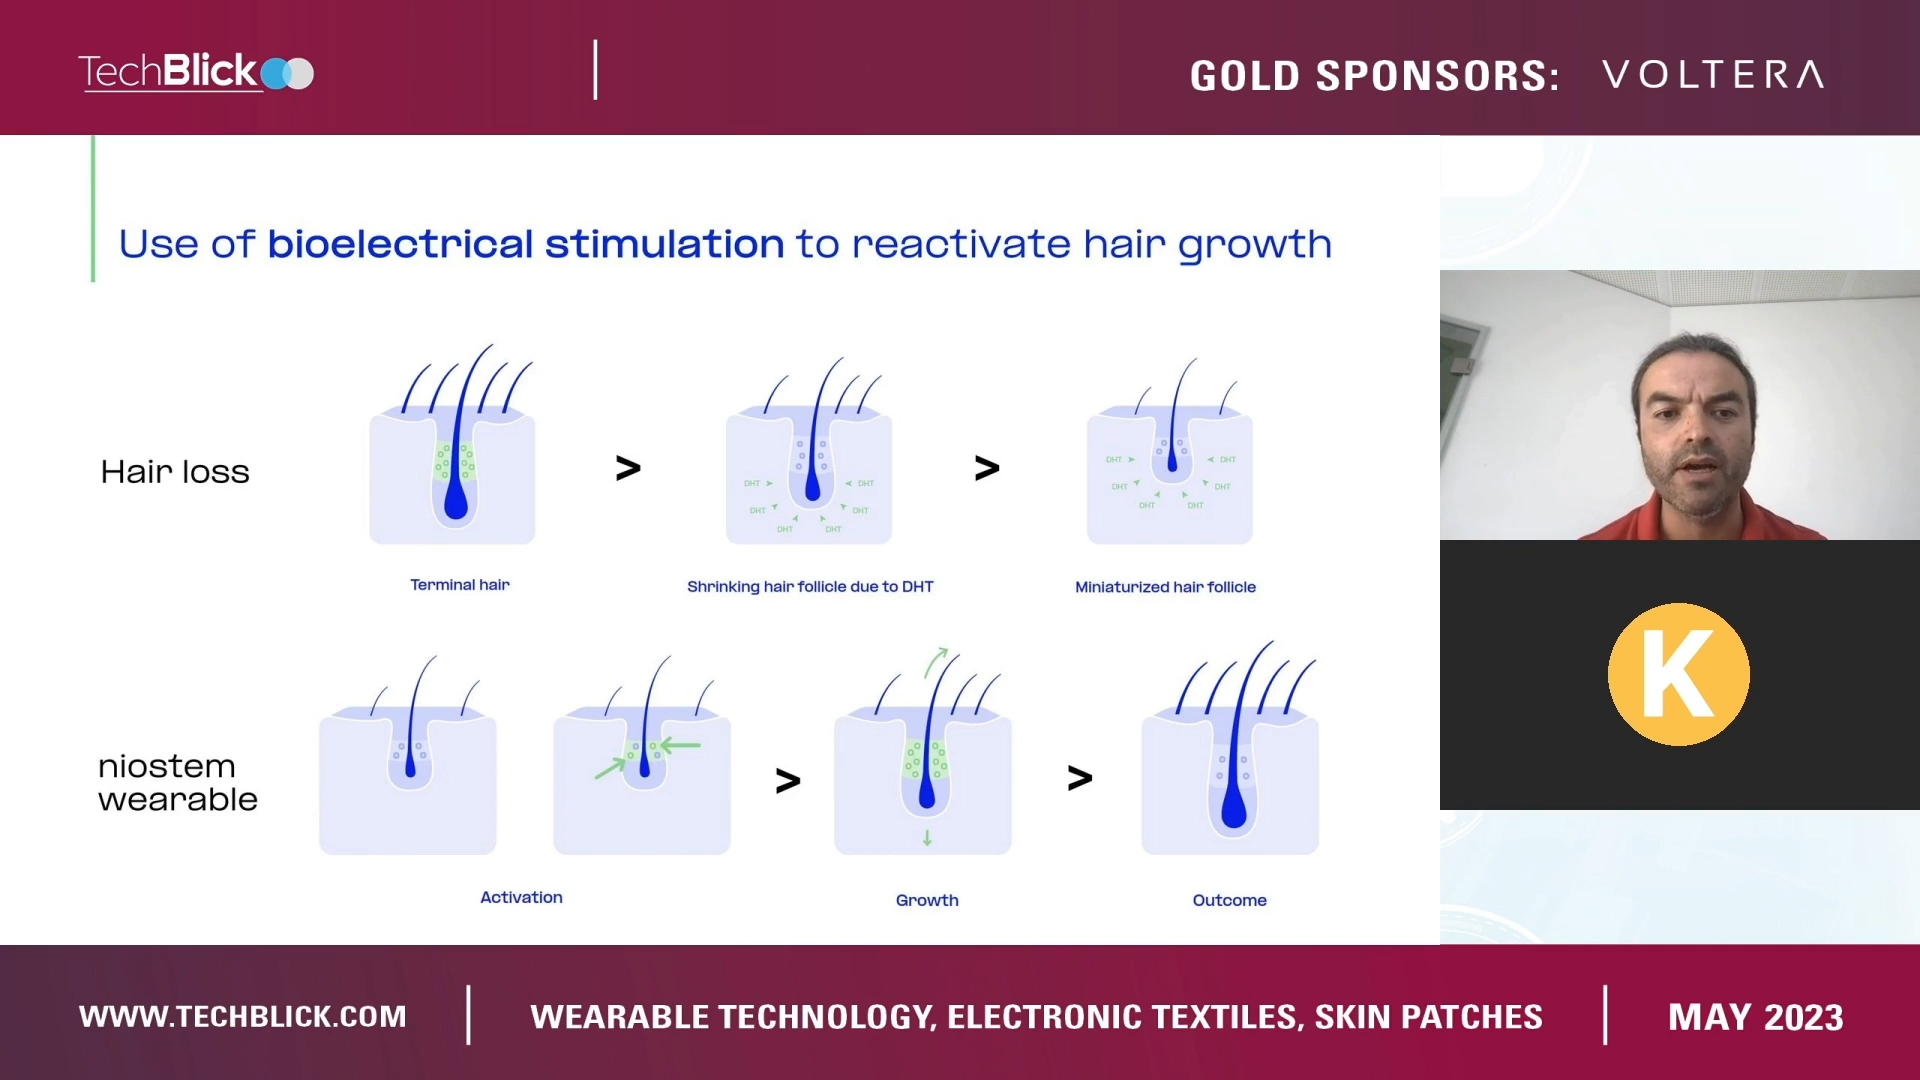 TechBlick
GOLD SPONSORS: VOLTERA
Use of bioelectrical stimulation to reactivate hair growth
Hair loss
DHT DHT
DHT DHT
DHT DHT
DHT DHT
DHT DHT
DHT DHT
Terminal hair
Shrinking hair follicle due to DHT
Miniaturized hair follicle
niostem
wearable
Activation
Growth
Outcome
K
WWW.TECHBLICK.COM
WEARABLE TECHNOLOGY, ELECTRONIC TEXTILES, SKIN PATCHES
MAY 2023